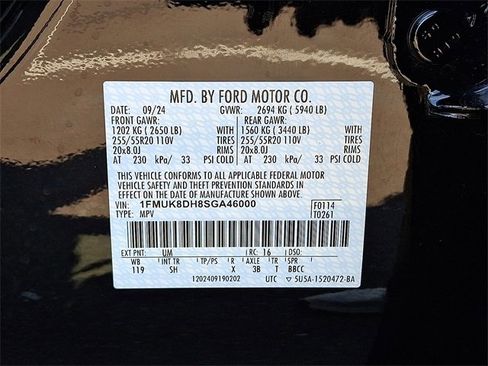 MFD. BY FORD MOTOR CO.
DATE: 09/24 GVWR: 2694 KG ( 5940 LB)
FRONT GAWR: REAR GAWR:
1202 KG ( 2650 LB) WITH 1560 KG ( 3440 LB) WITH
255/55R20 110V TIRES 255/55R20 110V TIRES
20x8.0J RIMS 20x8.0J RIMS
AT 230 kPa/ 33 PSI COLD AT 230 kPa/ 33 PSI COLD
THIS VEHICLE CONFORMS TO ALL APPLICABLE FEDERAL MOTOR
VEHICLE SAFETY AND THEFT PREVENTION STANDARDS IN
EFFECT ON THE DATE OF MANUFACTURE SHOWN ABOVE.
VIN: 1FMUK8DH8SGA46000 F0114
TYPE: MPV T0261
EXT PNT: UM RC: 16 DSO:
WB INT TR TP/PS R AXLE TR SPR
119 SH X 3B T BBCC
1202409190202 UTC 5U5A-1520472-BA